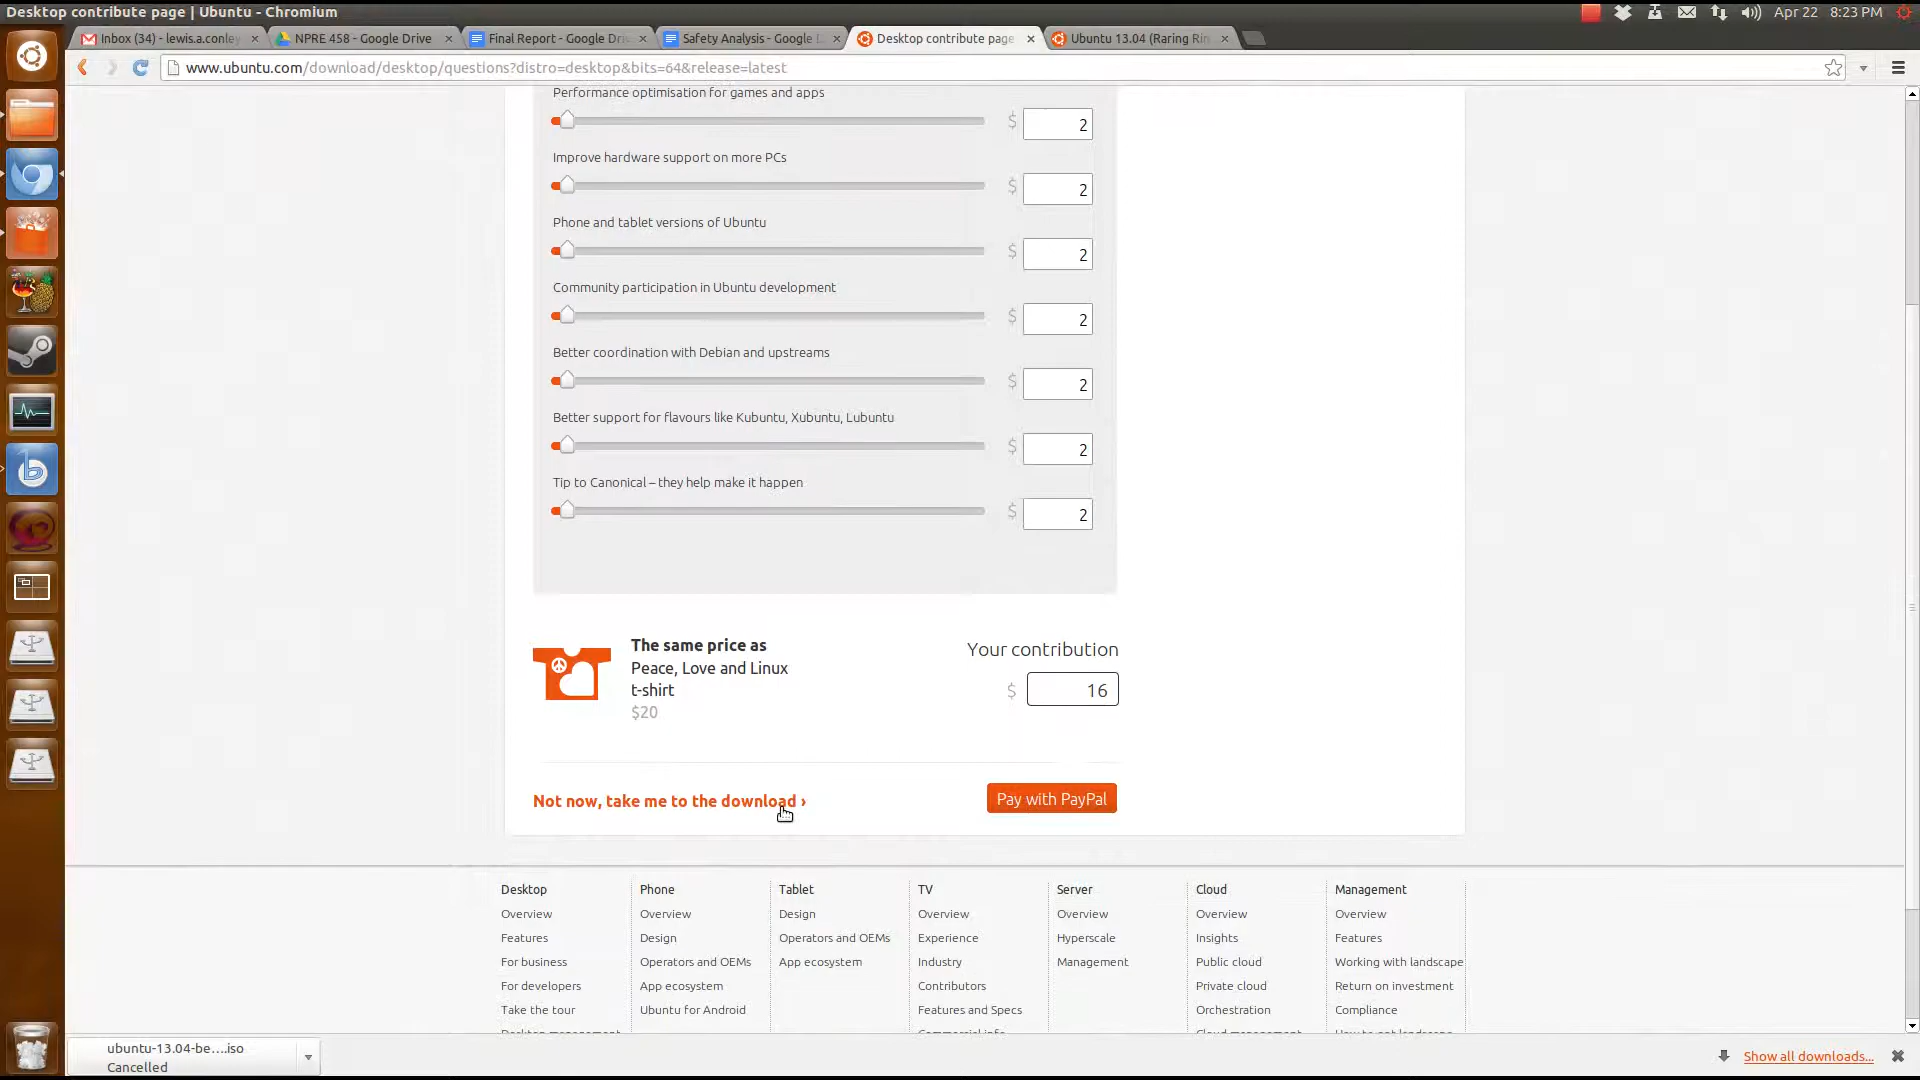 Desktop contribute page | Ubuntu - Chromium
Apr 22 8:23 PM
Inbox (34) - lewis.a.conley
NPRE 458 - Google Drive
Final Report - Google Dri
Safety Analysis - Google D
Desktop contribute page
Ubuntu 13.04 (Raring Rin
www.ubuntu.com/download/desktop/questions?distro=desktop&bits=64&release=latest
Performance optimisation for games and apps
$ 2
Improve hardware support on more PCs
$ 2
Phone and tablet versions of Ubuntu
$ 2
Community participation in Ubuntu development
$ 2
Better coordination with Debian and upstreams
$ 2
Better support for flavours like Kubuntu, Xubuntu, Lubuntu
$ 2
Tip to Canonical – they help make it happen
$ 2
The same price as
Peace, Love and Linux
t-shirt
$20
Your contribution
$ 16
Not now, take me to the download ›
Pay with PayPal
Desktop
Overview
Features
For business
For developers
Take the tour
Desktop management
Phone
Overview
Design
Operators and OEMs
App ecosystem
Ubuntu for Android
Tablet
Design
Operators and OEMs
App ecosystem
TV
Overview
Experience
Industry
Contributors
Features and Specs
Commercial info
Server
Overview
Hyperscale
Management
Cloud
Overview
Insights
Public cloud
Private cloud
Orchestration
Cloud management
Management
Overview
Features
Working with landscape
Return on investment
Compliance
ubuntu-13.04-be....iso
Cancelled
Show all downloads...